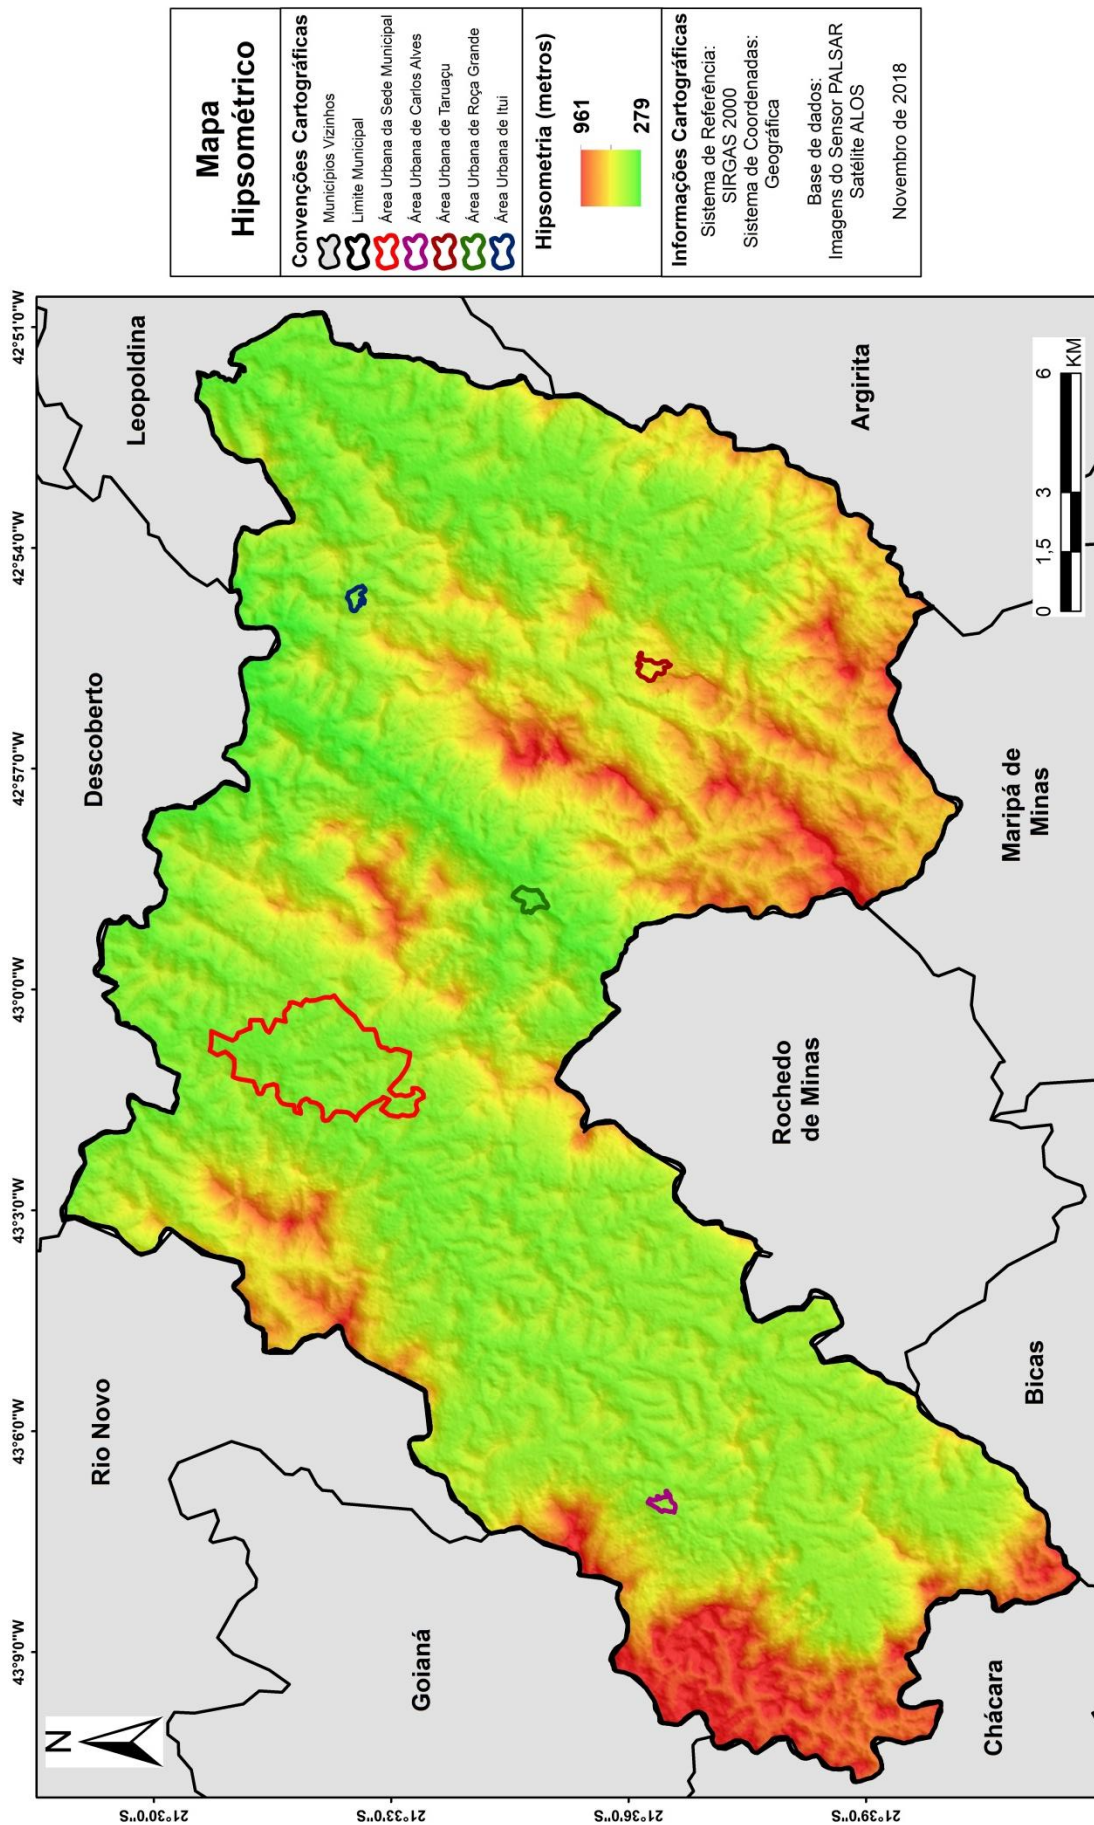 43°9'0"W
43°6'0"W
43°3'0"W
43°0'0"W
42°57'0"W
42°54'0"W
42°51'0"W
21°30'0"S
21°33'0"S
21°36'0"S
21°39'0"S
N
Rio Novo
Descoberto
Leopoldina
Goianá
Chácara
Bicas
Rochedo
de Minas
Maripá de
Minas
Argirita
0
1,5
3
6
KM
Mapa
Hipsométrico
Convenções Cartográficas
Municípios Vizinhos
Limite Municipal
Área Urbana da Sede Municipal
Área Urbana de Carlos Alves
Área Urbana de Taruaçu
Área Urbana de Roça Grande
Área Urbana de Itui
Hipsometria (metros)
961
279
Informações Cartográficas
Sistema de Referência:
SIRGAS 2000
Sistema de Coordenadas:
Geográfica
Base de dados:
Imagens do Sensor PALSAR
Satélite ALOS
Novembro de 2018